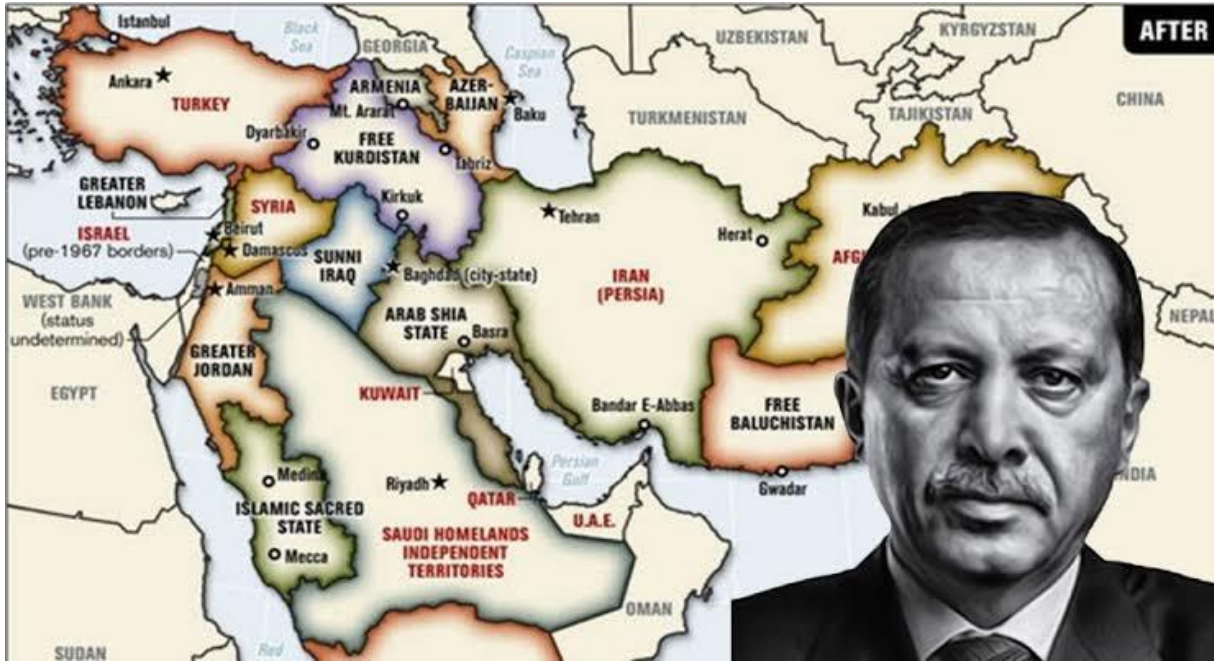 Istanbul
Black
Sea
GEORGIA
Caspian
Sea
UZBEKISTAN
KYRGYZSTAN
AFTER
Ankara
TURKEY
ARMENIA
Mt. Ararat
AZER-
BAIJAN
Baku
TURKMENISTAN
TAJIKISTAN
CHINA
Dyarbakir
FREE
KURDISTAN
Tabriz
GREATER
LEBANON
Kirkuk
SYRIA
Tehran
Herat
Kabul
ISRAEL
(pre-1967 borders)
Beirut
Damascus
SUNNI
IRAQ
Baghdad (city-state)
IRAN
(PERSIA)
WEST BANK
(status
undetermined)
Amman
ARAB SHIA
STATE
Basra
NEPAL
GREATER
JORDAN
EGYPT
KUWAIT
Bandar E-Abbas
FREE
BALUCHISTAN
Medina
Riyadh
Persian
Gulf
Gwadar
ISLAMIC SACRED
STATE
QATAR
U.A.E.
Mecca
SAUDI HOMELANDS
INDEPENDENT
TERRITORIES
OMAN
SUDAN
Red